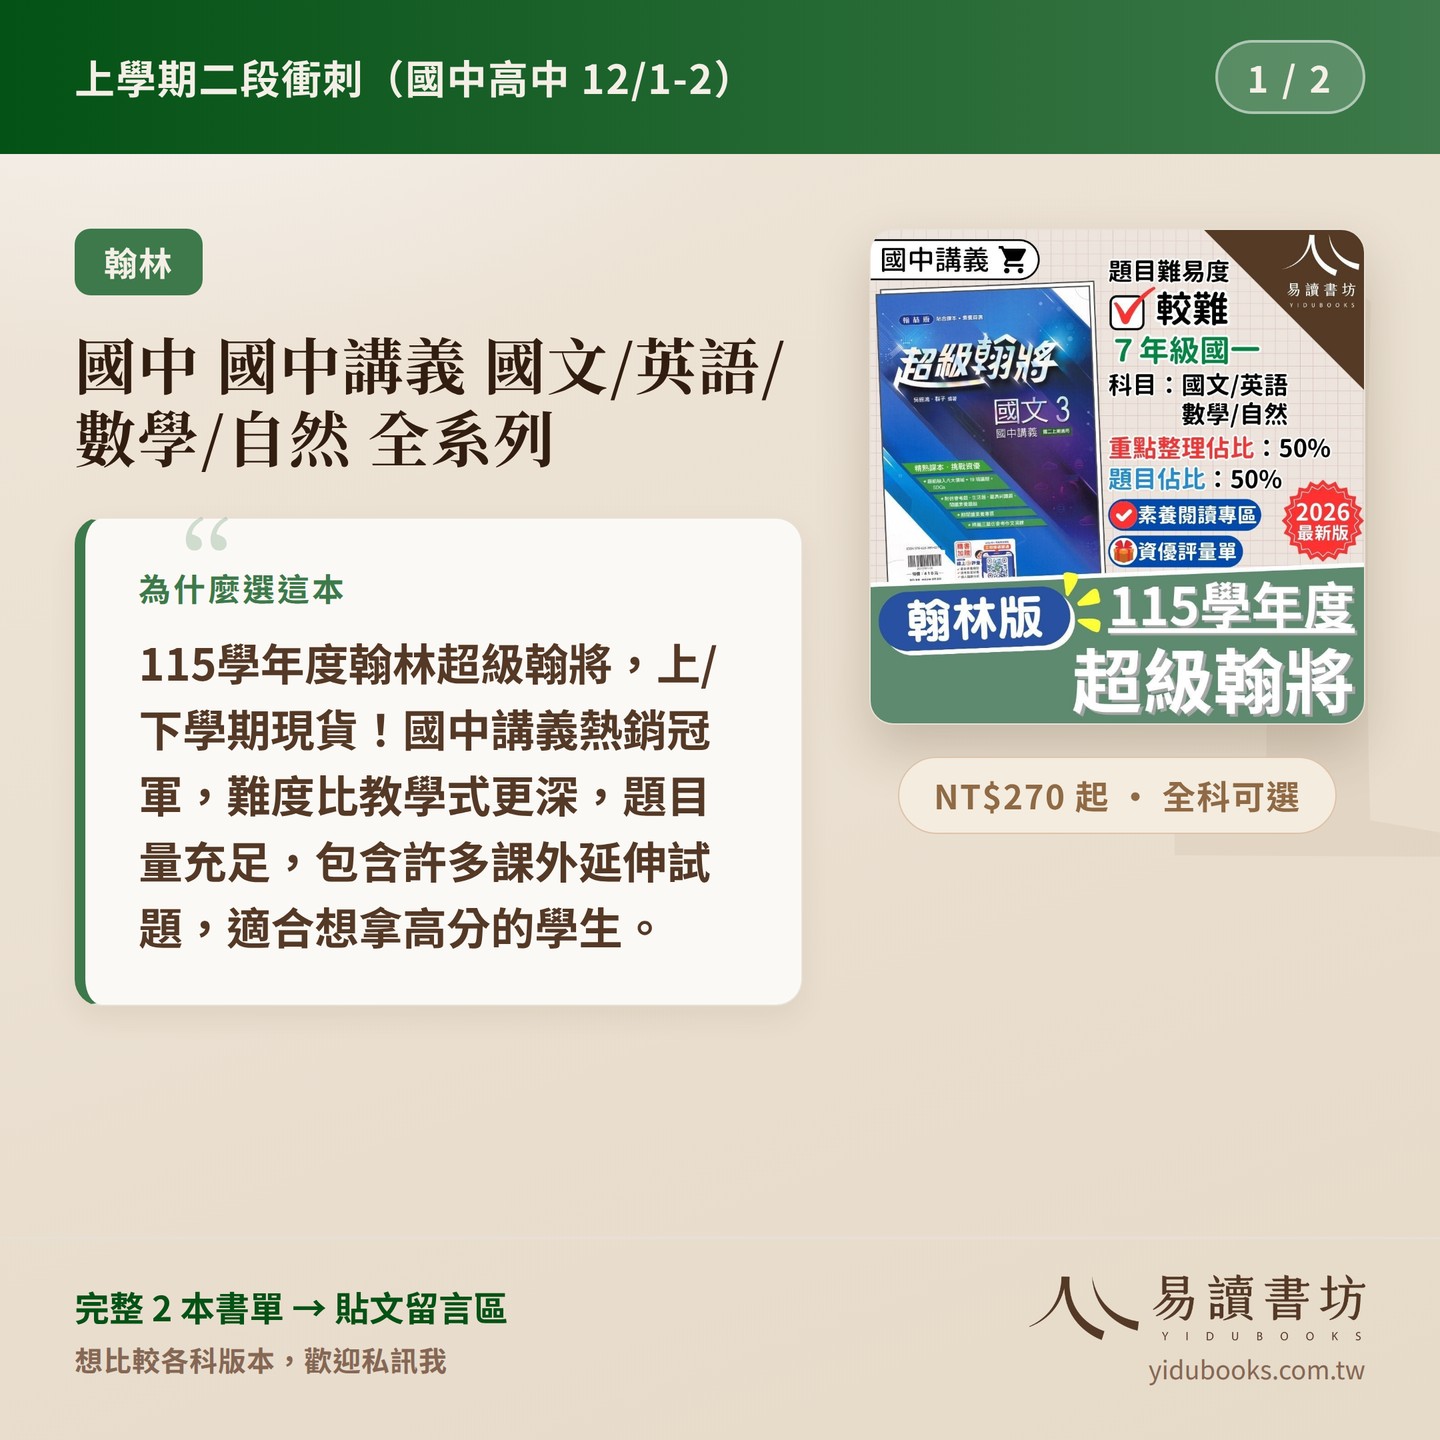 上學期二段衝刺（國中高中 12/1-2）
1 / 2
翰林
國中 國中講義 國文/英語/
數學/自然 全系列
為什麼選這本
115學年度翰林超級翰將，上/
下學期現貨！國中講義熱銷冠
軍，難度比教學式更深，題目
量充足，包含許多課外延伸試
題，適合想拿高分的學生。
國中講義
超級翰將
國文 3
國中講義
精熟課本．挑戰資優
題目難易度
較難
７年級國一
科目：國文/英語
數學/自然
重點整理佔比：50%
題目佔比：50%
素養閱讀專區
資優評量單
2026
最新版
易讀書坊
YIDUBOOKS
翰林版
115學年度
超級翰將
NT$270 起 ・ 全科可選
完整 2 本書單 → 貼文留言區
想比較各科版本，歡迎私訊我
易讀書坊
YIDUBOOKS
yidubooks.com.tw